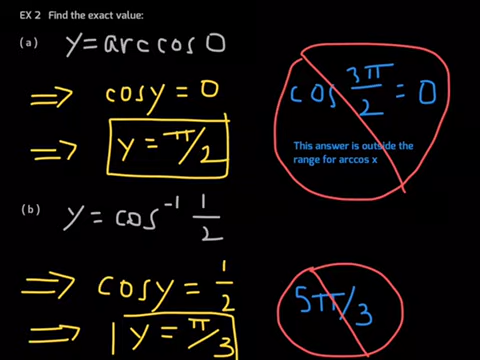 EX 2 Find the exact value:
(a) y = arccos 0
⇒ cos y = 0
⇒ y = π/2
cos 3π/2 = 0
This answer is outside the
range for arccos x
(b) y = cos⁻¹ 1/2
⇒ cos y = 1/2
⇒ y = π/3
5π/3